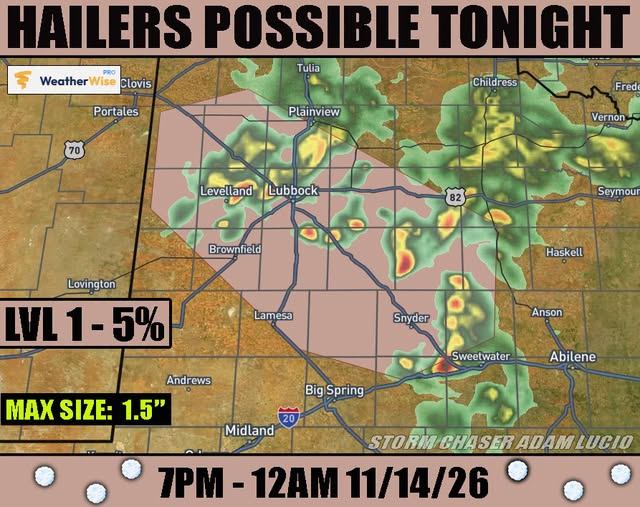 HAILERS POSSIBLE TONIGHT
WeatherWise PRO
Clovis
Tulia
Childress
Portales
Plainview
Vernon
70
Levelland
Lubbock
82
Seymour
Brownfield
Haskell
Lovington
LVL 1 - 5%
Lamesa
Snyder
Anson
Sweetwater
Abilene
Andrews
Big Spring
MAX SIZE: 1.5”
20
Midland
STORM CHASER ADAM LUCIO
7PM - 12AM 11/14/26